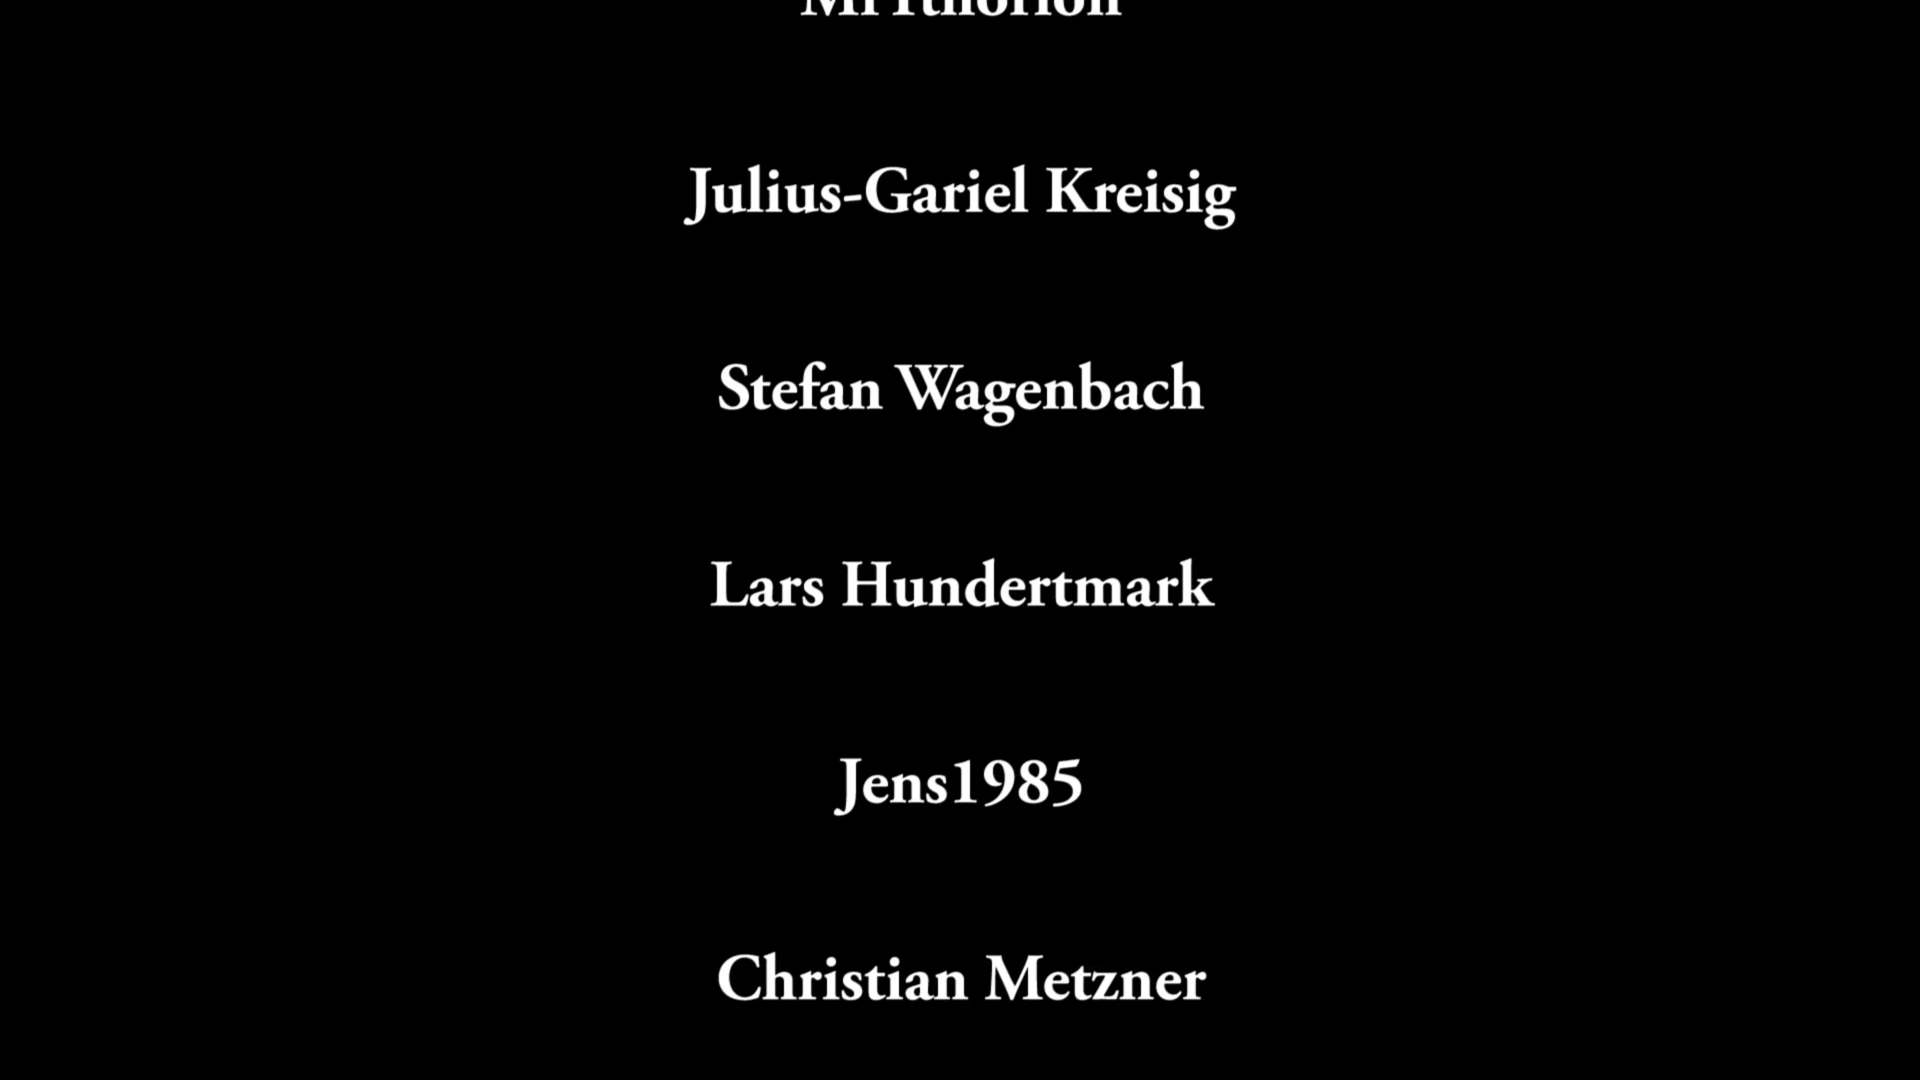 Julius-Gariel Kreisig
Stefan Wagenbach
Lars Hundertmark
Jens1985
Christian Metzner